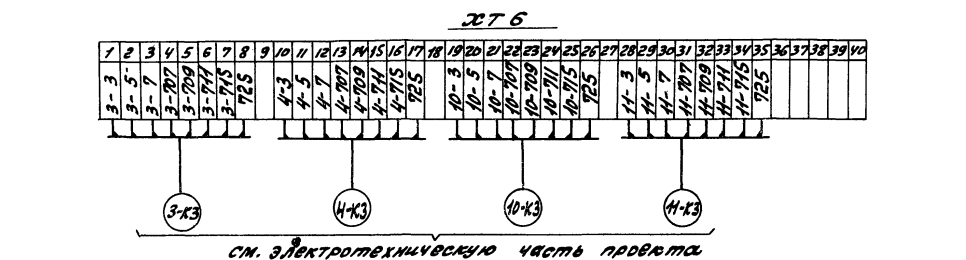 ХТ6
1 2 3 4 5 6 7 8 9 10 11 12 13 14 15 16 17 18 19 20 21 22 23 24 25 26 27 28 29 30 31 32 33 34 35 36 37 38 39 40
3-3 3-5 3-7 3-707 3-709 3-711 3-715 725 4-3 4-5 4-7 4-707 4-709 4-711 4-715 725 10-3 10-5 10-7 10-707 10-709 10-711 10-715 725 11-3 11-5 11-7 11-707 11-709 11-711 11-715 725
3-К3 4-К3 10-К3 11-К3
см. электротехническую часть проекта